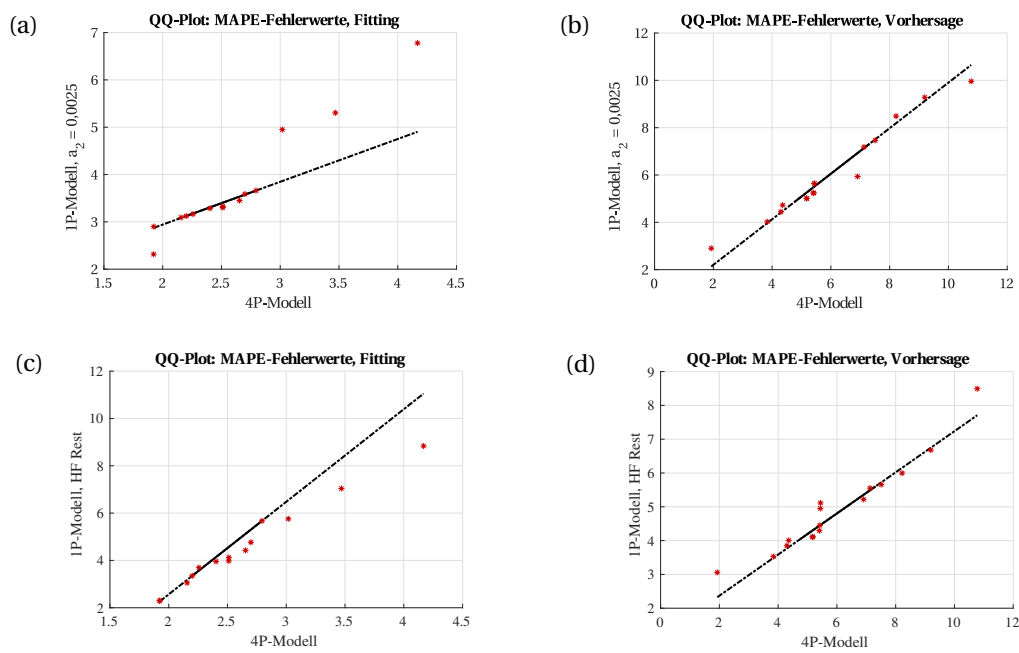 (a)
QQ-Plot: MAPE-Fehlerwerte, Fitting
1P-Modell, a₂ = 0,0025
7
6
5
4
3
2
1.5 2 2.5 3 3.5 4 4.5
4P-Modell
(b)
QQ-Plot: MAPE-Fehlerwerte, Vorhersage
1P-Modell, a₂ = 0,0025
12
10
8
6
4
2
0 2 4 6 8 10 12
4P-Modell
(c)
QQ-Plot: MAPE-Fehlerwerte, Fitting
1P-Modell, HF Rest
12
10
8
6
4
2
1.5 2 2.5 3 3.5 4 4.5
4P-Modell
(d)
QQ-Plot: MAPE-Fehlerwerte, Vorhersage
1P-Modell, HF Rest
9
8
7
6
5
4
3
2
0 2 4 6 8 10 12
4P-Modell